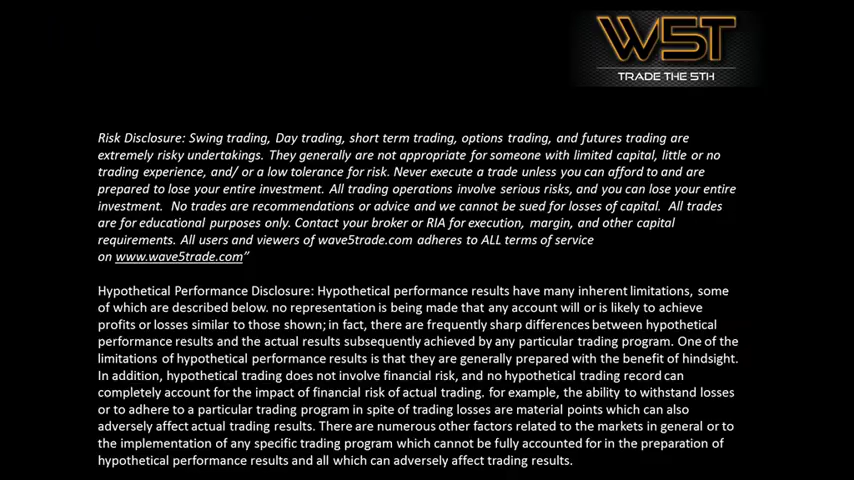 W5T
TRADE THE 5TH
Risk Disclosure: Swing trading, Day trading, short term trading, options trading, and futures trading are
extremely risky undertakings. They generally are not appropriate for someone with limited capital, little or no
trading experience, and/ or a low tolerance for risk. Never execute a trade unless you can afford to and are
prepared to lose your entire investment. All trading operations involve serious risks, and you can lose your entire
investment. No trades are recommendations or advice and we cannot be sued for losses of capital. All trades
are for educational purposes only. Contact your broker or RIA for execution, margin, and other capital
requirements. All users and viewers of wave5trade.com adheres to ALL terms of service
on www.wave5trade.com”
Hypothetical Performance Disclosure: Hypothetical performance results have many inherent limitations, some
of which are described below. no representation is being made that any account will or is likely to achieve
profits or losses similar to those shown; in fact, there are frequently sharp differences between hypothetical
performance results and the actual results subsequently achieved by any particular trading program. One of the
limitations of hypothetical performance results is that they are generally prepared with the benefit of hindsight.
In addition, hypothetical trading does not involve financial risk, and no hypothetical trading record can
completely account for the impact of financial risk of actual trading. for example, the ability to withstand losses
or to adhere to a particular trading program in spite of trading losses are material points which can also
adversely affect actual trading results. There are numerous other factors related to the markets in general or to
the implementation of any specific trading program which cannot be fully accounted for in the preparation of
hypothetical performance results and all which can adversely affect trading results.